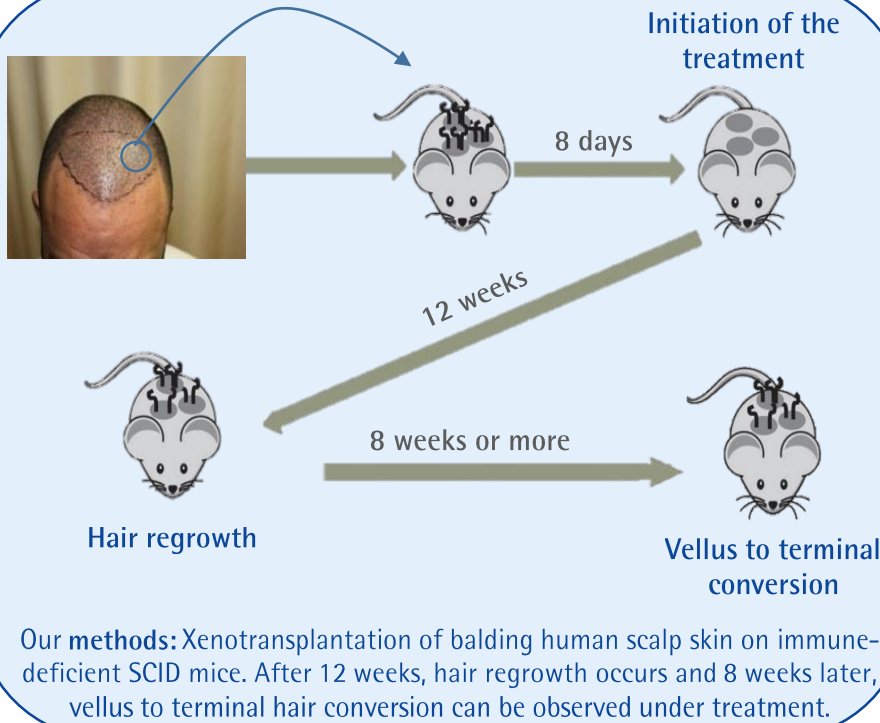 Initiation of the
treatment
8 days
12 weeks
8 weeks or more
Hair regrowth
Vellus to terminal
conversion
Our methods: Xenotransplantation of balding human scalp skin on immune-
deficient SCID mice. After 12 weeks, hair regrowth occurs and 8 weeks later,
vellus to terminal hair conversion can be observed under treatment.